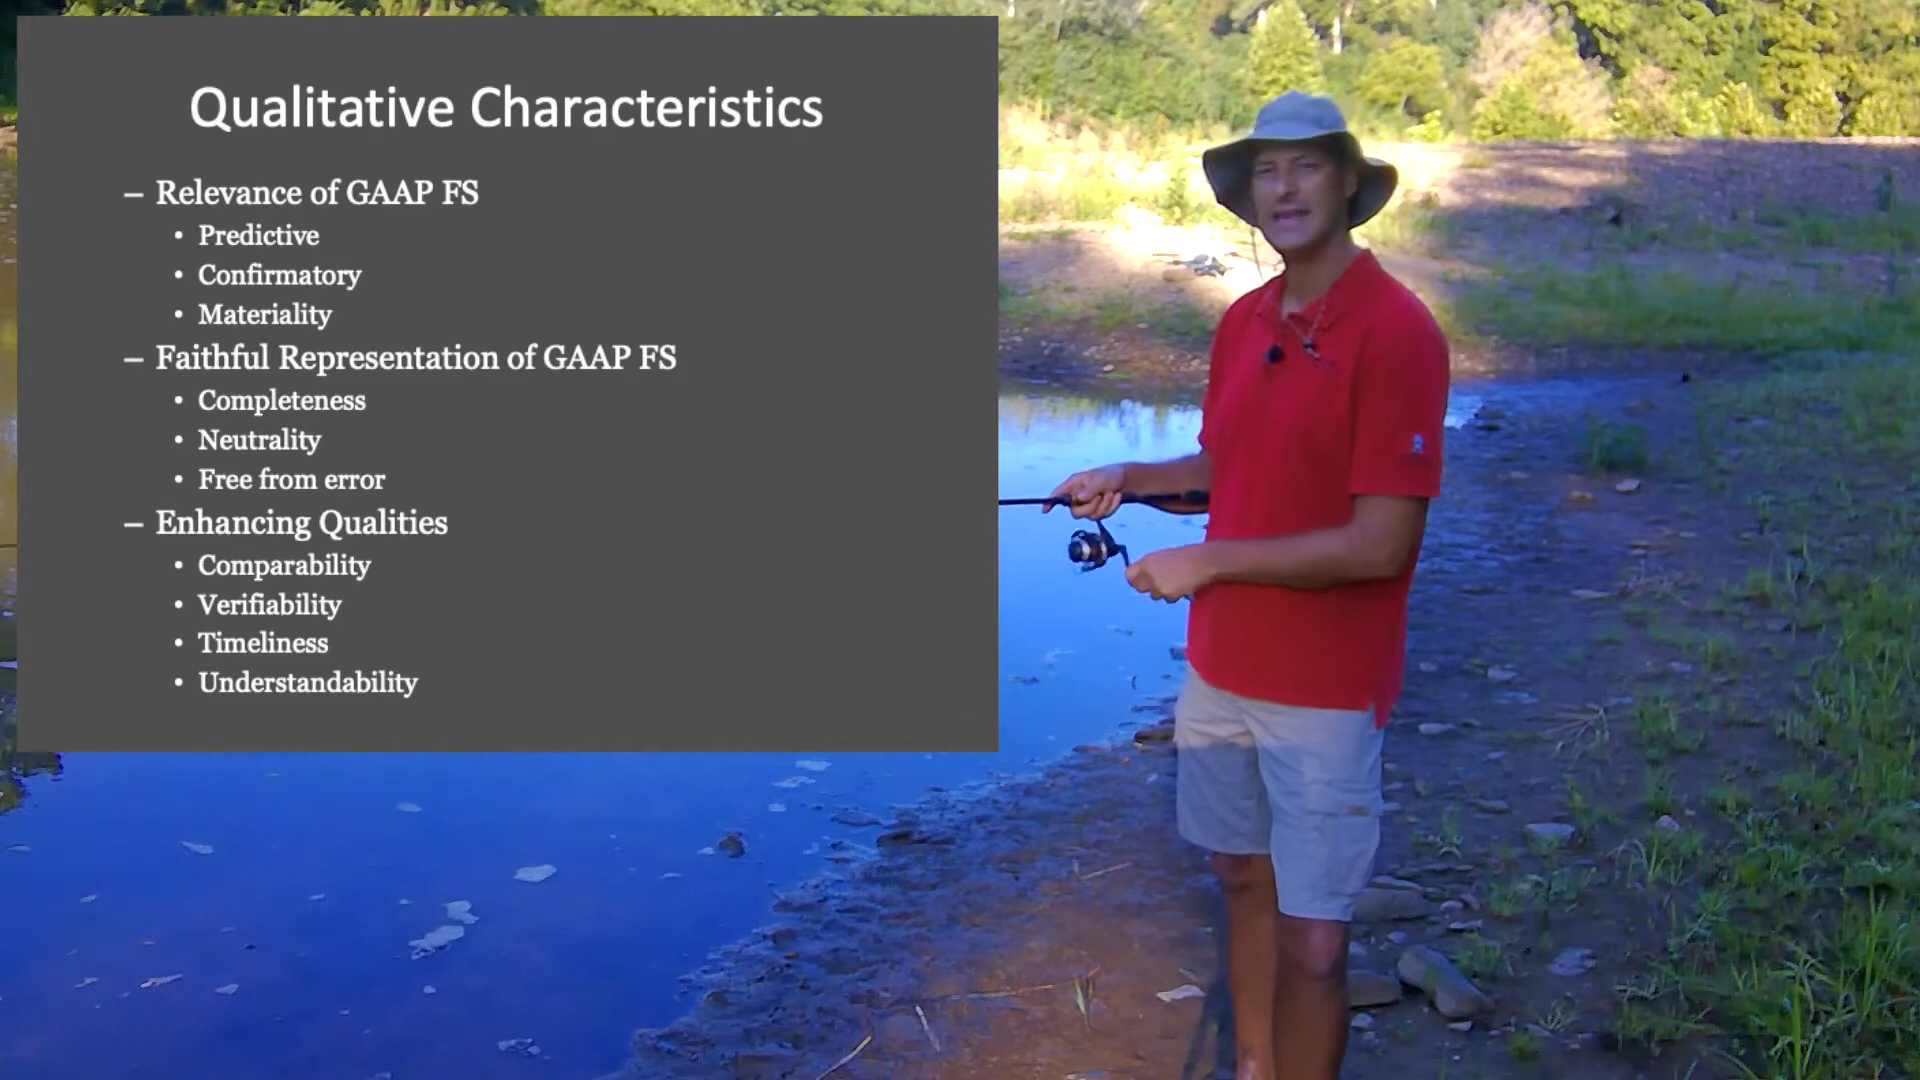 Qualitative Characteristics
– Relevance of GAAP FS
• Predictive
• Confirmatory
• Materiality
– Faithful Representation of GAAP FS
• Completeness
• Neutrality
• Free from error
– Enhancing Qualities
• Comparability
• Verifiability
• Timeliness
• Understandability